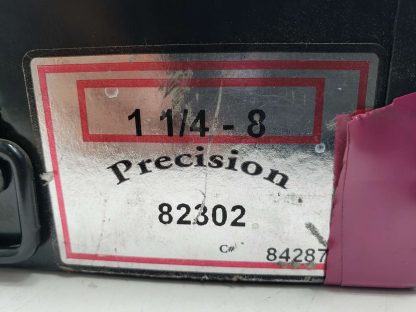 1 1/4 - 8
Precision
82302
C# 84287